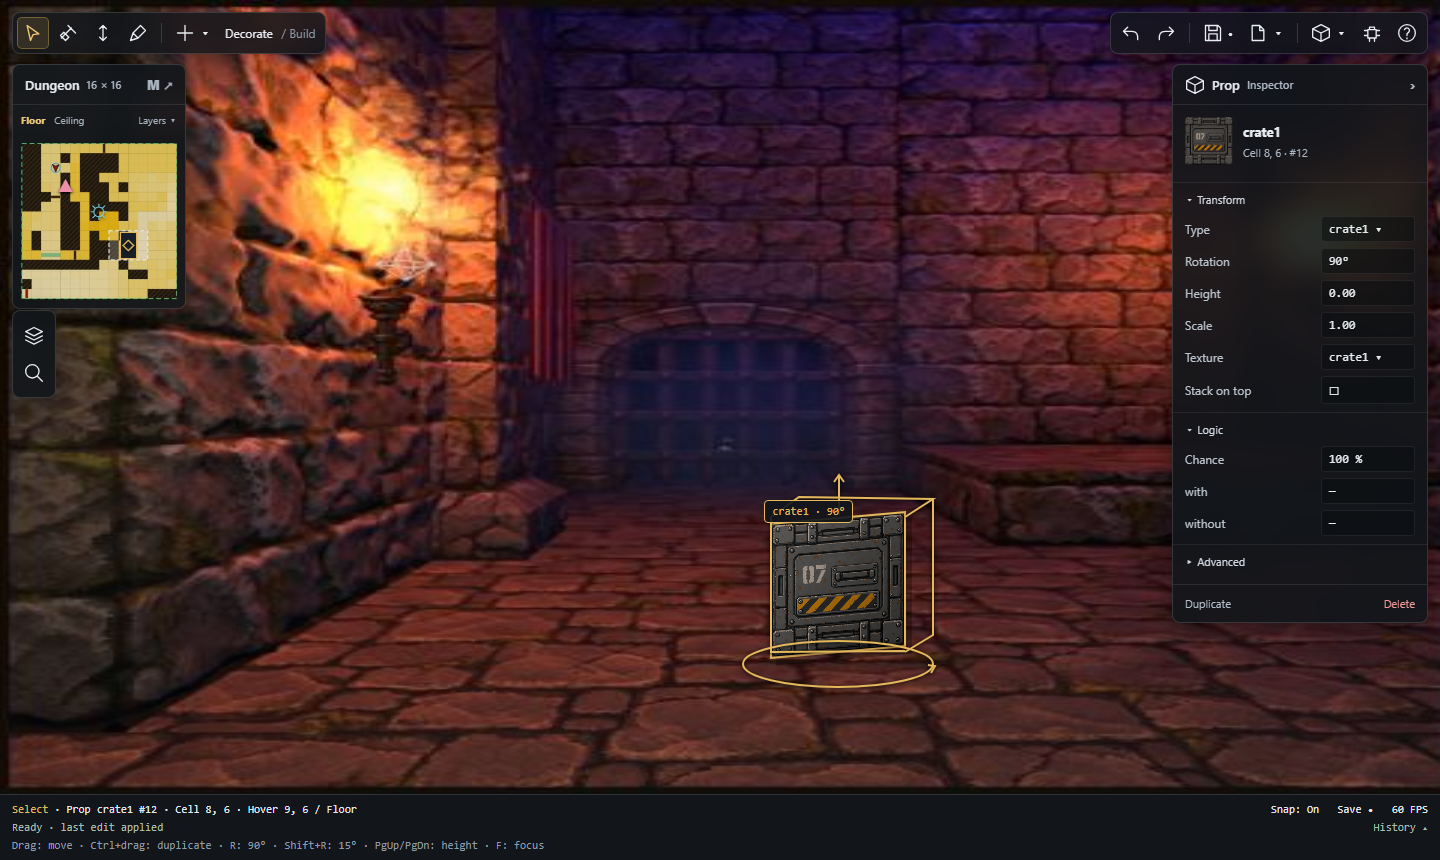 Decorate / Build
Dungeon 16 × 16 M ↗
Floor Ceiling Layers ▾
Prop Inspector ›
crate1
Cell 8, 6 · #12
Transform
Type crate1 ▾
Rotation 90°
Height 0.00
Scale 1.00
Texture crate1 ▾
Stack on top
Logic
Chance 100 %
with –
without –
Advanced
Duplicate Delete
crate1 · 90°
07
Select · Prop crate1 #12 · Cell 8, 6 · Hover 9, 6 / Floor
Snap: On Save • 60 FPS
Ready · last edit applied
History ▴
Drag: move · Ctrl+drag: duplicate · R: 90° · Shift+R: 15° · PgUp/PgDn: height · F: focus